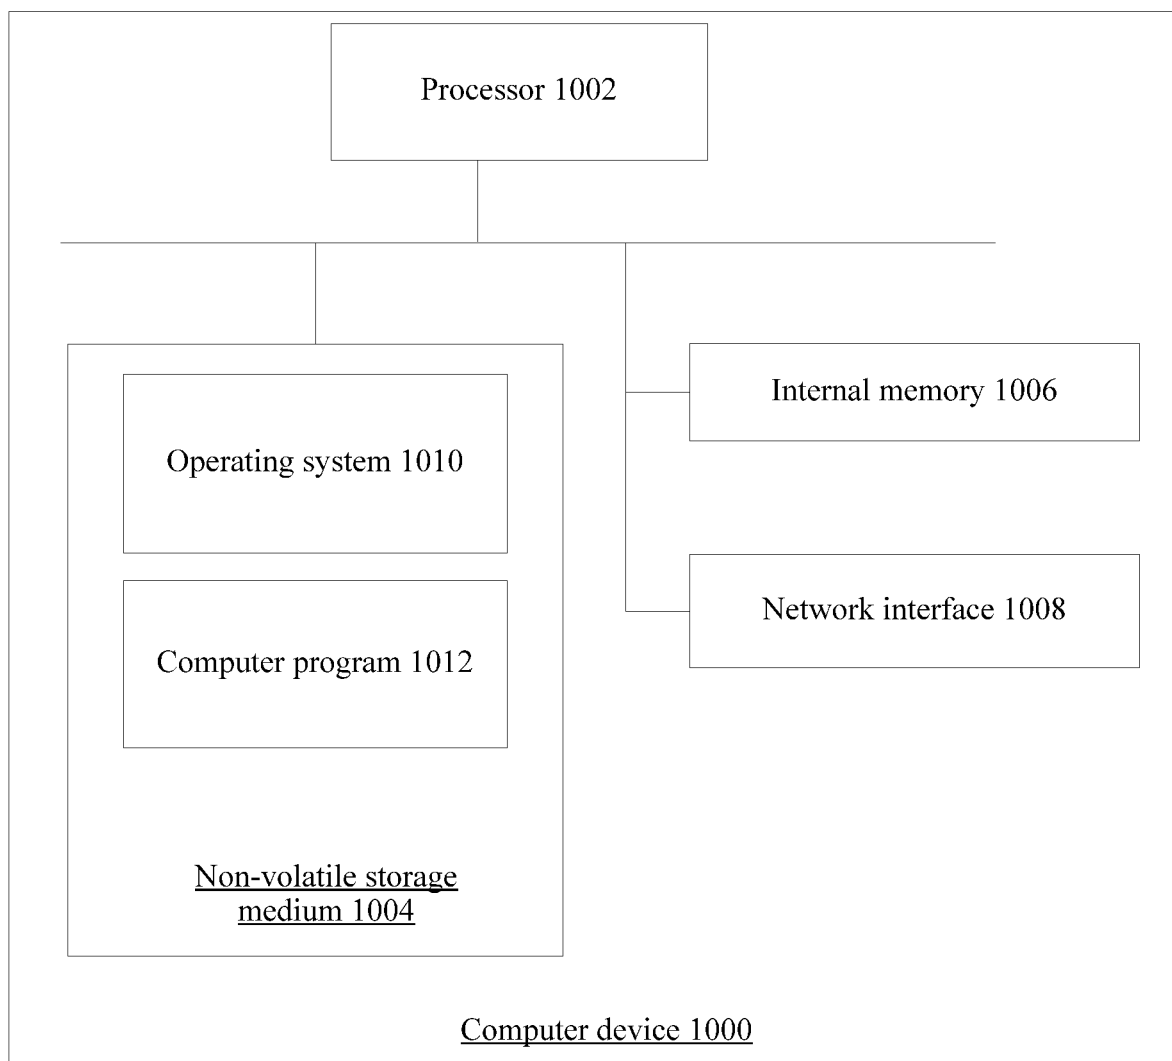 Processor 1002
Internal memory 1006
Operating system 1010
Network interface 1008
Computer program 1012
Non-volatile storage
medium 1004
Computer device 1000